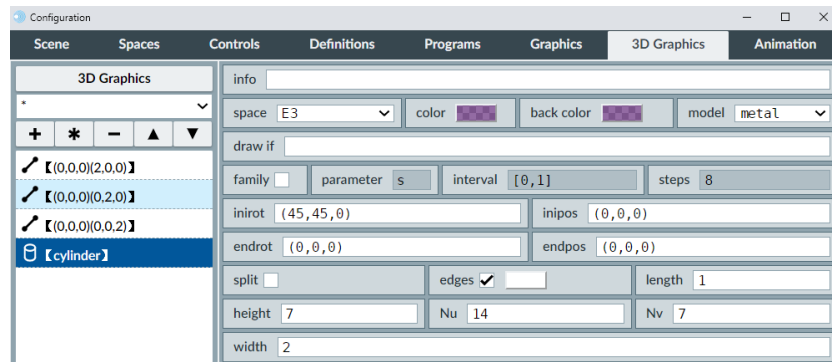 Configuration
Scene Spaces Controls Definitions Programs Graphics 3D Graphics Animation
3D Graphics
*
+ * − ▲ ▼
【(0,0,0)(2,0,0)】
【(0,0,0)(0,2,0)】
【(0,0,0)(0,0,2)】
【cylinder】
info
space E3 color back color model metal
draw if
family parameter s interval [0,1] steps 8
inirot (45,45,0) inipos (0,0,0)
endrot (0,0,0) endpos (0,0,0)
split edges length 1
height 7 Nu 14 Nv 7
width 2